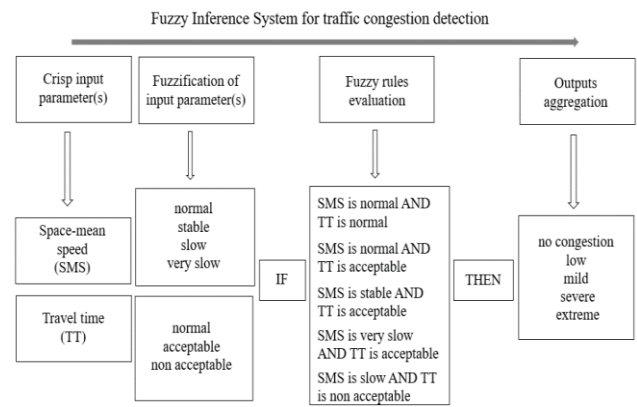 Fuzzy Inference System for traffic congestion detection
Crisp input
parameter(s)
Fuzzification of
input parameter(s)
Fuzzy rules
evaluation
Outputs
aggregation
Space-mean
speed
(SMS)
Travel time
(TT)
normal
stable
slow
very slow
normal
acceptable
non acceptable
IF
SMS is normal AND
TT is normal
SMS is normal AND
TT is acceptable
SMS is stable AND
TT is acceptable
SMS is very slow
AND TT is acceptable
SMS is slow AND TT
is non acceptable
THEN
no congestion
low
mild
severe
extreme